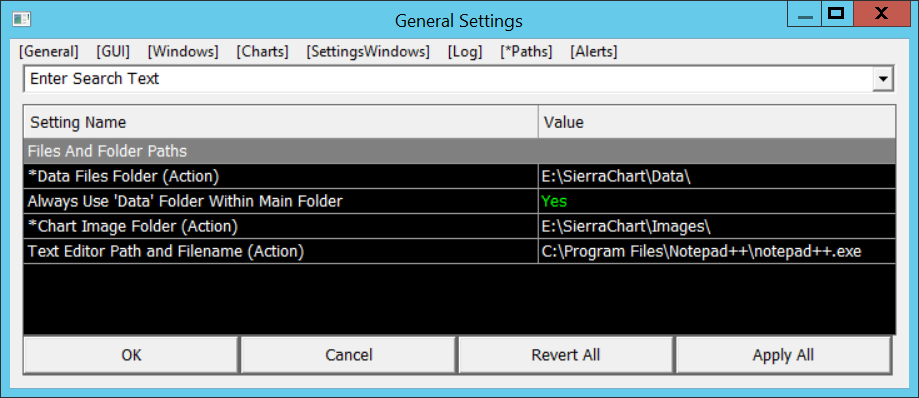 General Settings
[General] [GUI] [Windows] [Charts] [SettingsWindows] [Log] [*Paths] [Alerts]
Enter Search Text
Setting Name Value
Files And Folder Paths
*Data Files Folder (Action) E:\SierraChart\Data\
Always Use 'Data' Folder Within Main Folder Yes
*Chart Image Folder (Action) E:\SierraChart\Images\
Text Editor Path and Filename (Action) C:\Program Files\Notepad++\notepad++.exe
OK Cancel Revert All Apply All